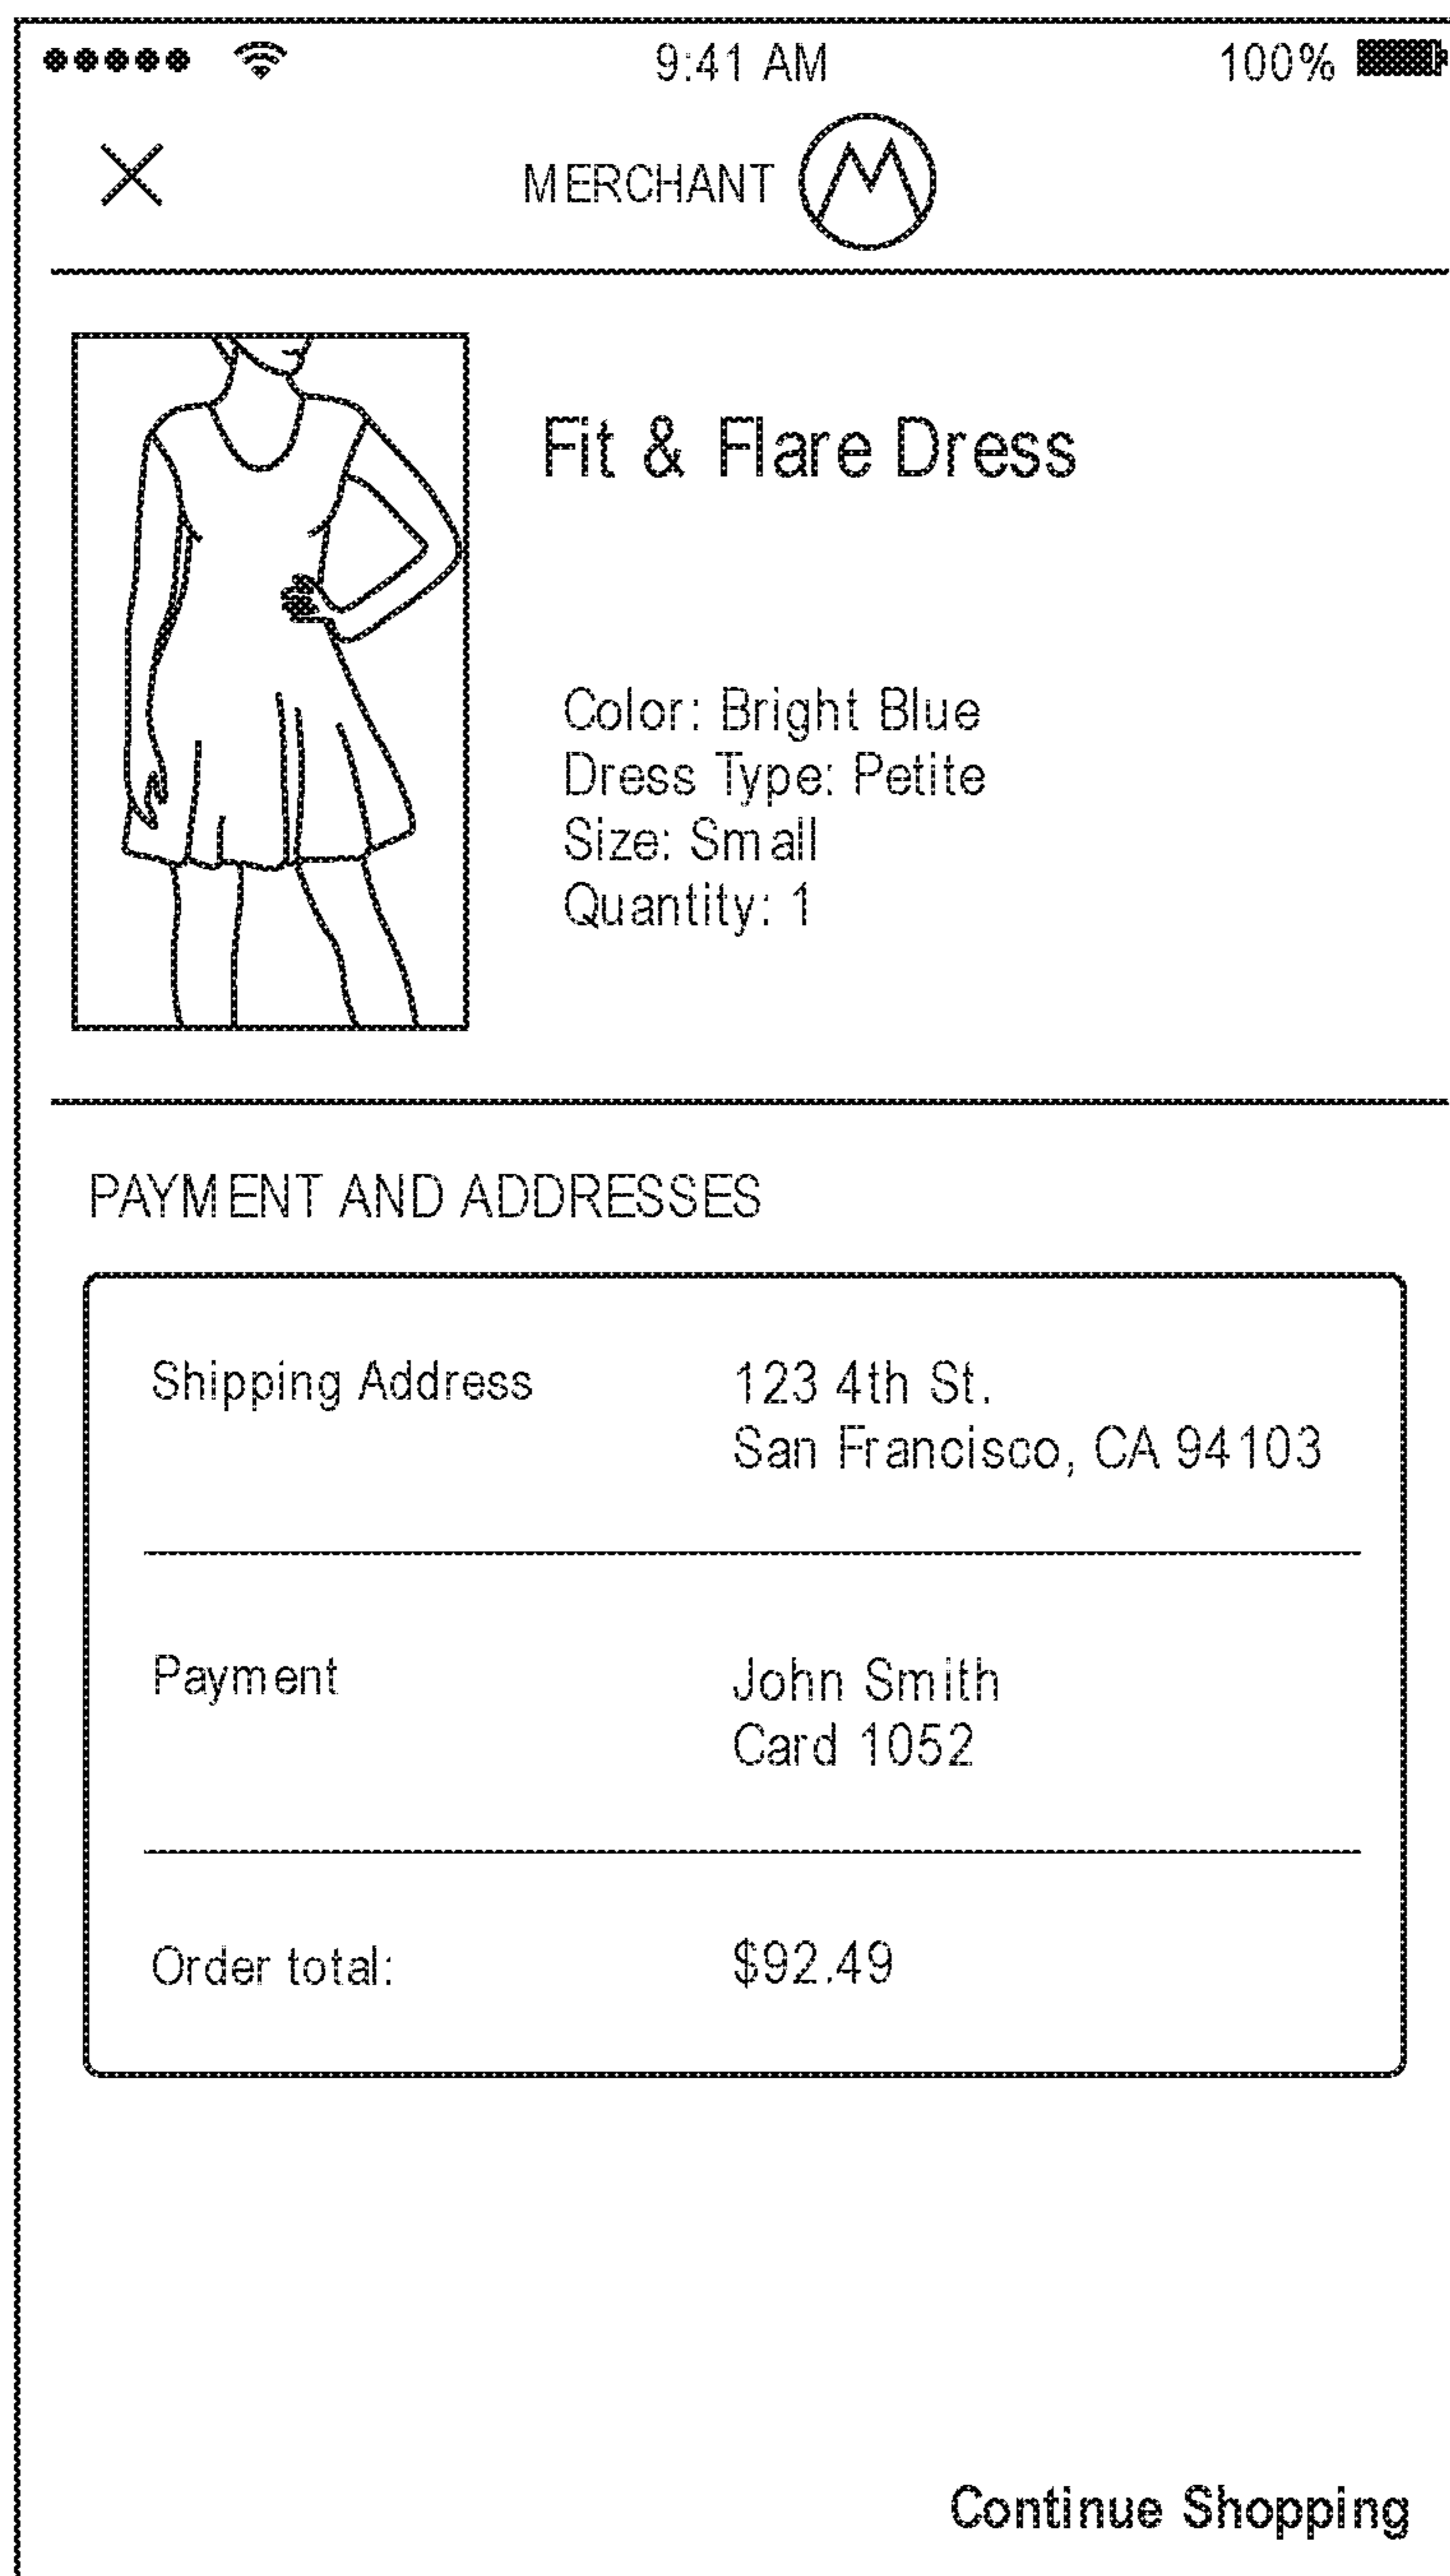 9:41 AM 100%
MERCHANT
Fit & Flare Dress
Color: Bright Blue
Dress Type: Petite
Size: Small
Quantity: 1
PAYMENT AND ADDRESSES
Shipping Address 123 4th St.
San Francisco, CA 94103
Payment John Smith
Card 1052
Order total: $92.49
Continue Shopping